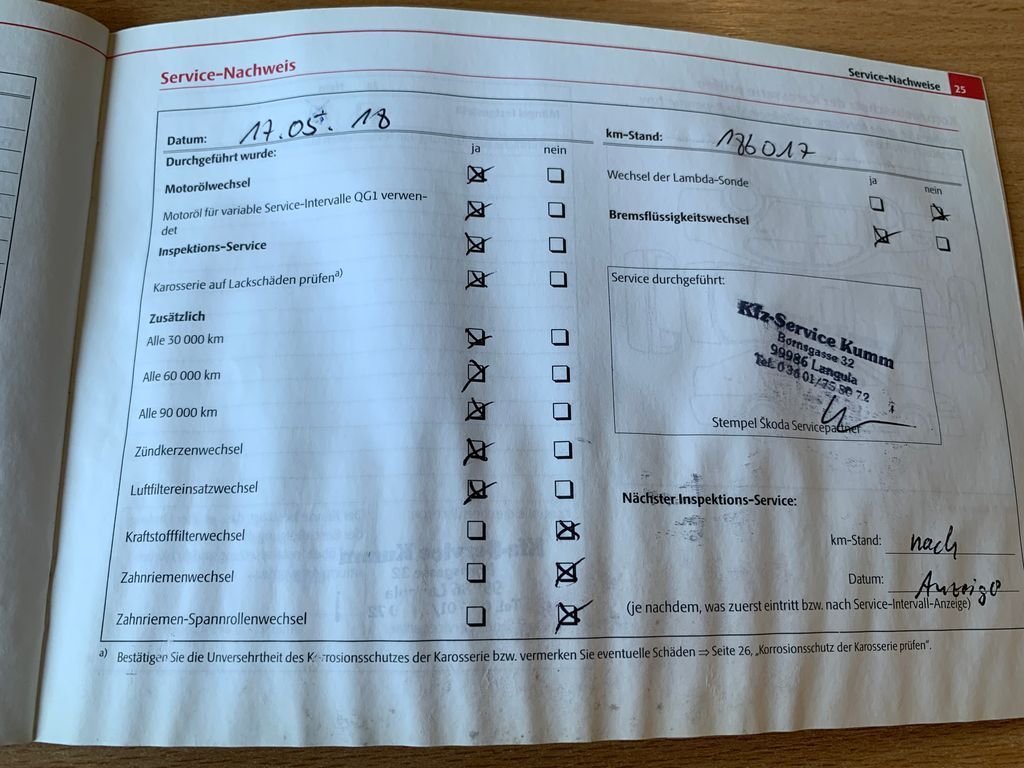 Service-Nachweis
Service-Nachweise 25
Datum: 17.05.18
km-Stand: 186017
Durchgeführt wurde:
ja nein
ja nein
Motorölwechsel
Wechsel der Lambda-Sonde
Motoröl für variable Service-Intervalle QG1 verwen-
det
Bremsflüssigkeitswechsel
Inspektions-Service
Karosserie auf Lackschäden prüfen a)
Service durchgeführt:
Zusätzlich
Alle 30 000 km
Alle 60 000 km
Alle 90 000 km
Zündkerzenwechsel
Luftfiltereinsatzwechsel
Kraftstofffilterwechsel
Zahnriemenwechsel
Zahnriemen-Spannrollenwechsel
Kfz-Service Kumm
Bornsgasse 32
99986 Langula
Tel. 03601/75 80 72
Stempel Škoda Servicepartner
Nächster Inspektions-Service:
km-Stand: nach
Datum: Anzeige
(je nachdem, was zuerst eintritt bzw. nach Service-Intervall-Anzeige)
a) Bestätigen Sie die Unversehrtheit des Korrosionsschutzes der Karosserie bzw. vermerken Sie eventuelle Schäden ⇒ Seite 26, „Korrosionsschutz der Karosserie prüfen“.